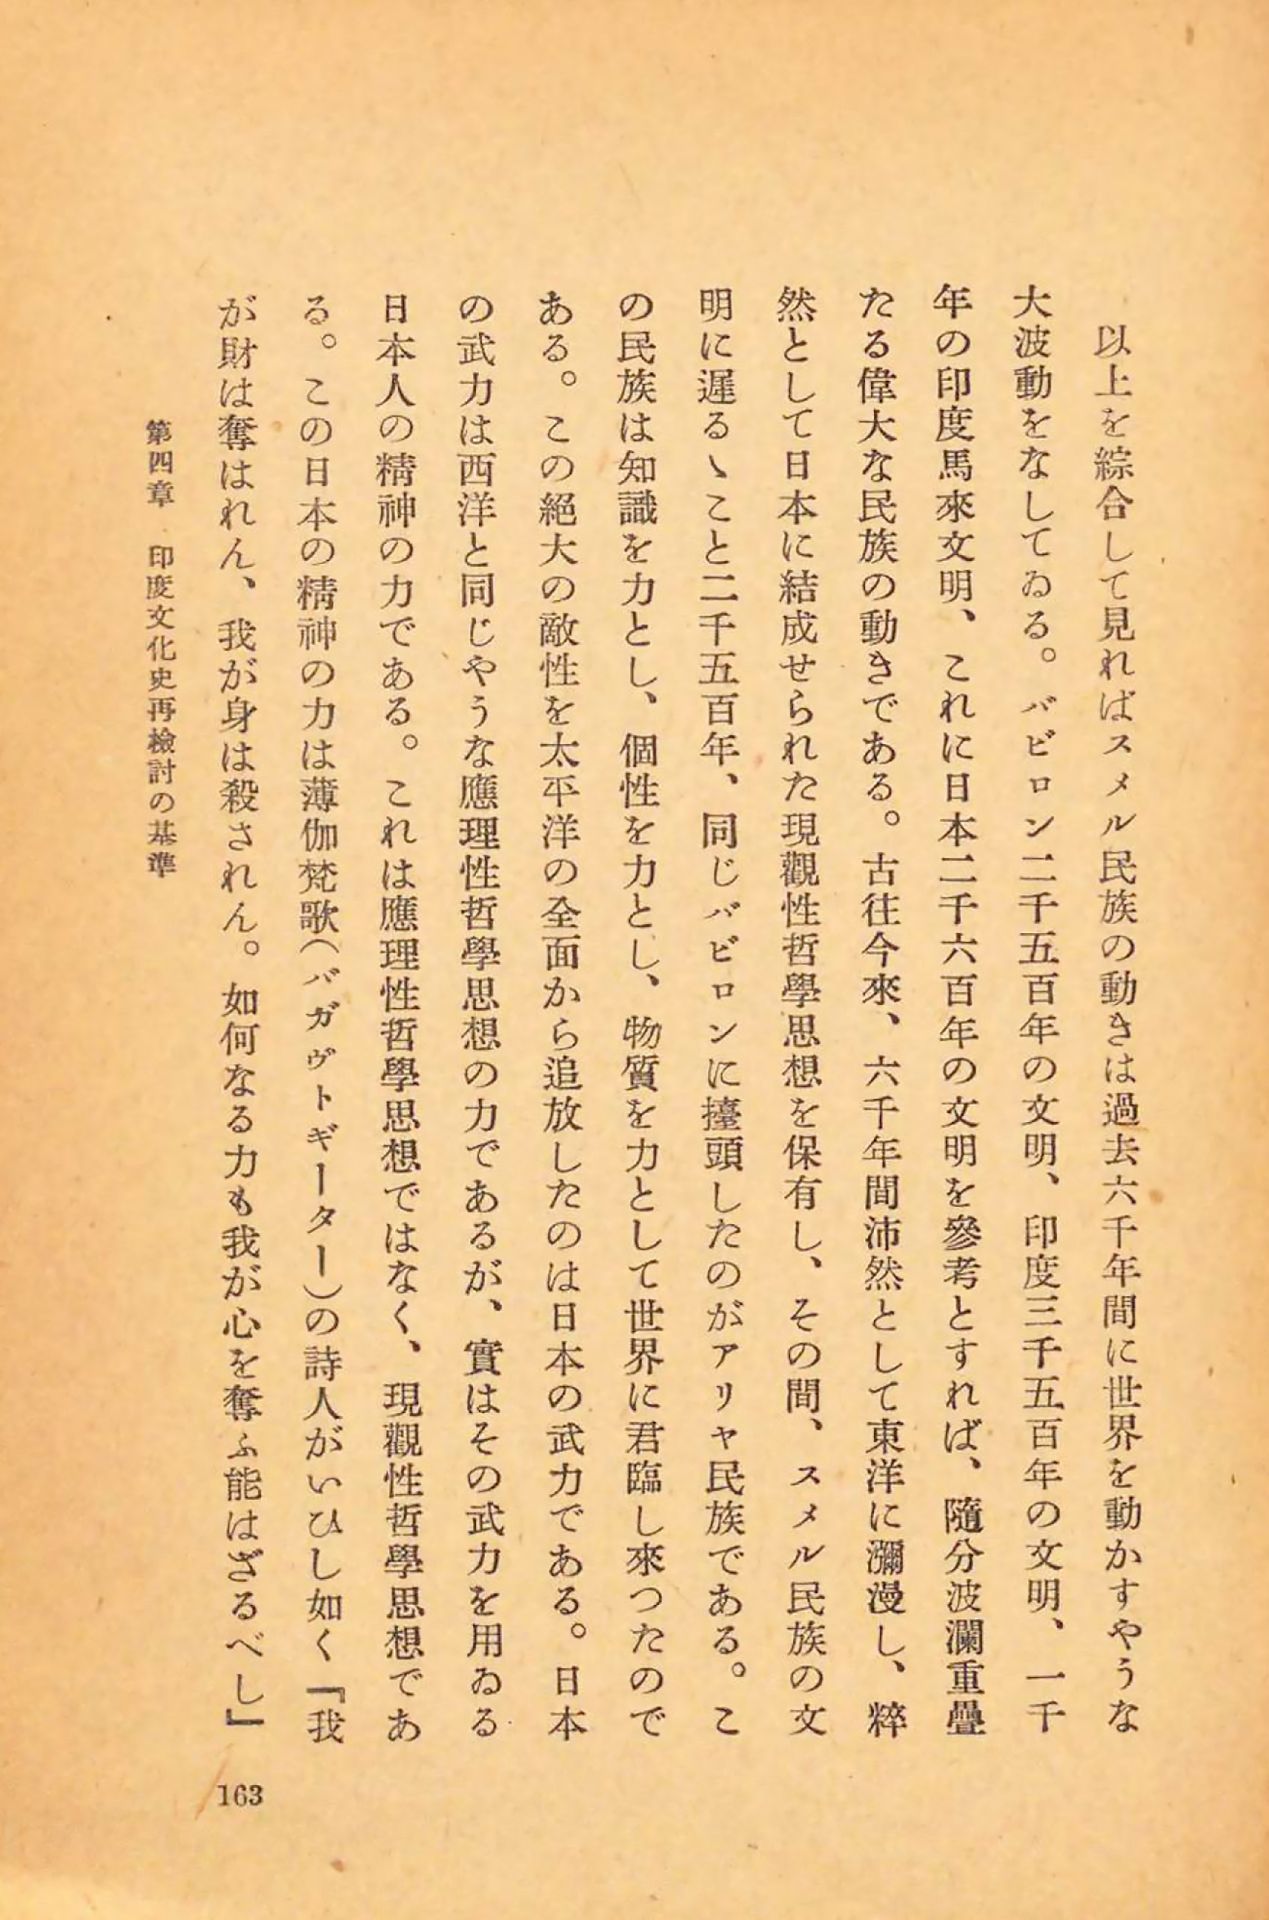 以上を綜合して見ればスメル民族の動きは過去六千年間に世界を動かすやうな
大波動をなしてゐる。バビロン二千五百年の文明、印度三千五百年の文明、一千
年の印度馬來文明、これに日本二千六百年の文明を參考とすれば、隨分波瀾重疊
たる偉大な民族の動きである。古往今來、六千年間沛然として東洋に瀰漫し、粹
然として日本に結成せられた現觀性哲學思想を保有し、その間、スメル民族の文
明に遲るゝこと二千五百年、同じバビロンに擡頭したのがアリヤ民族である。こ
の民族は知識を力とし、個性を力とし、物質を力として世界に君臨し來つたので
ある。この絕大の敵性を太平洋の全面から追放したのは日本の武力である。日本
の武力は西洋と同じやうな應理性哲學思想の力であるが、實はその武力を用ゐる
日本人の精神の力である。これは應理性哲學思想ではなく、現觀性哲學思想であ
る。この日本の精神の力は薄伽梵歌(バガヴトギーター)の詩人がいひし如く『我
が財は奪はれん、我が身は殺されん。如何なる力も我が心を奪ふ能はざるべし』
第四章　印度文化史再檢討の基準
163